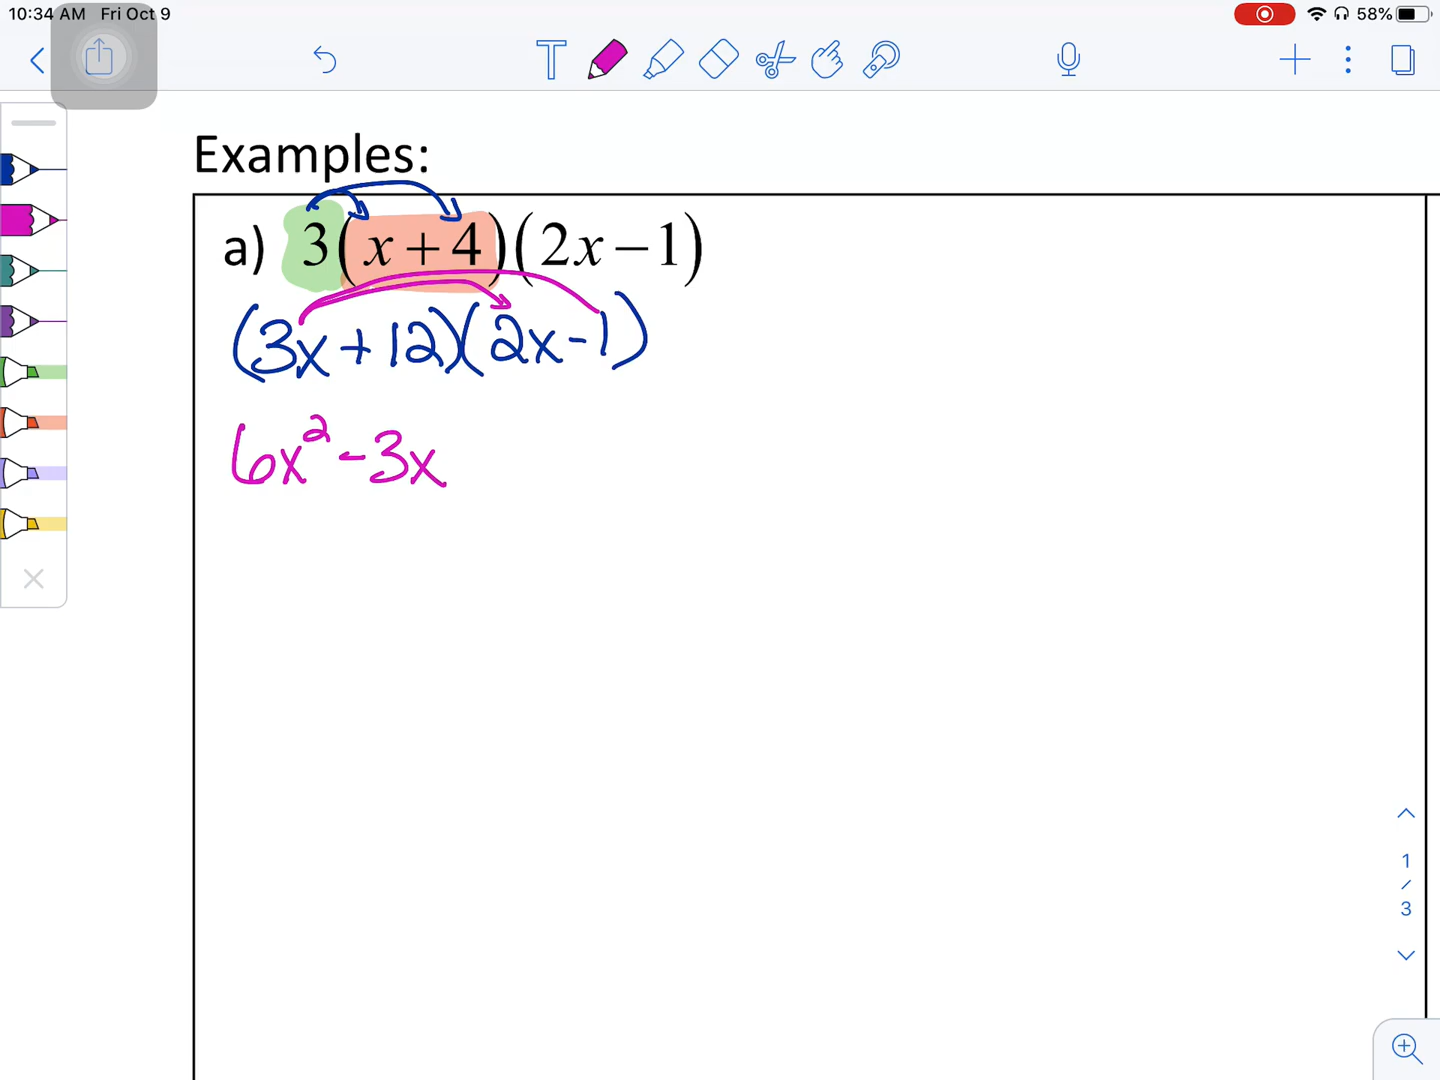 10:34 AM Fri Oct 9
58%
T
Examples:
a) 3(x + 4)(2x − 1)
(3x + 12)(2x − 1)
6x² − 3x
1
/
3